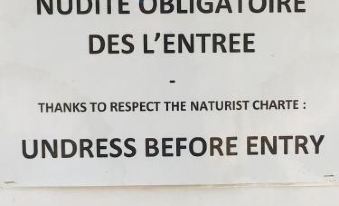 NUDITE OBLIGATOIRE
DES L'ENTREE
-
THANKS TO RESPECT THE NATURIST CHARTE :
UNDRESS BEFORE ENTRY